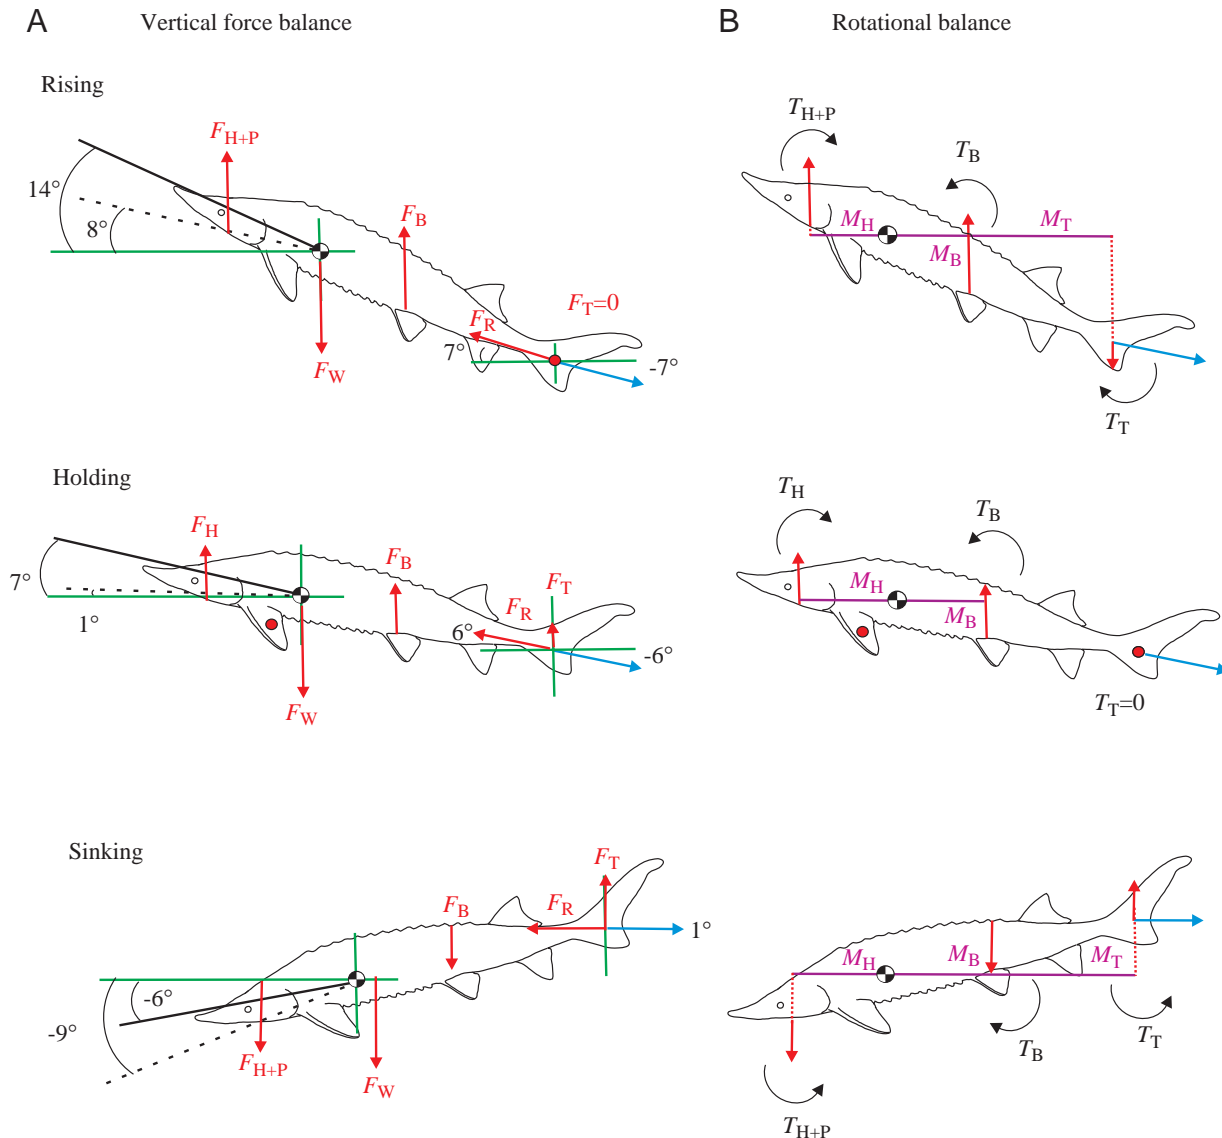 A Vertical force balance
B Rotational balance
Rising
F_H+P
14°
8°
F_B
F_T=0
F_R
7°
-7°
F_W
T_H+P
T_B
M_H
M_T
M_B
T_T
Holding
F_H
F_B
F_T
7°
F_R
1°
6°
-6°
F_W
T_H
T_B
M_H
M_B
T_T=0
Sinking
F_T
F_B
F_R
1°
-6°
-9°
F_H+P
F_W
M_H
M_B
M_T
T_B
T_T
T_H+P